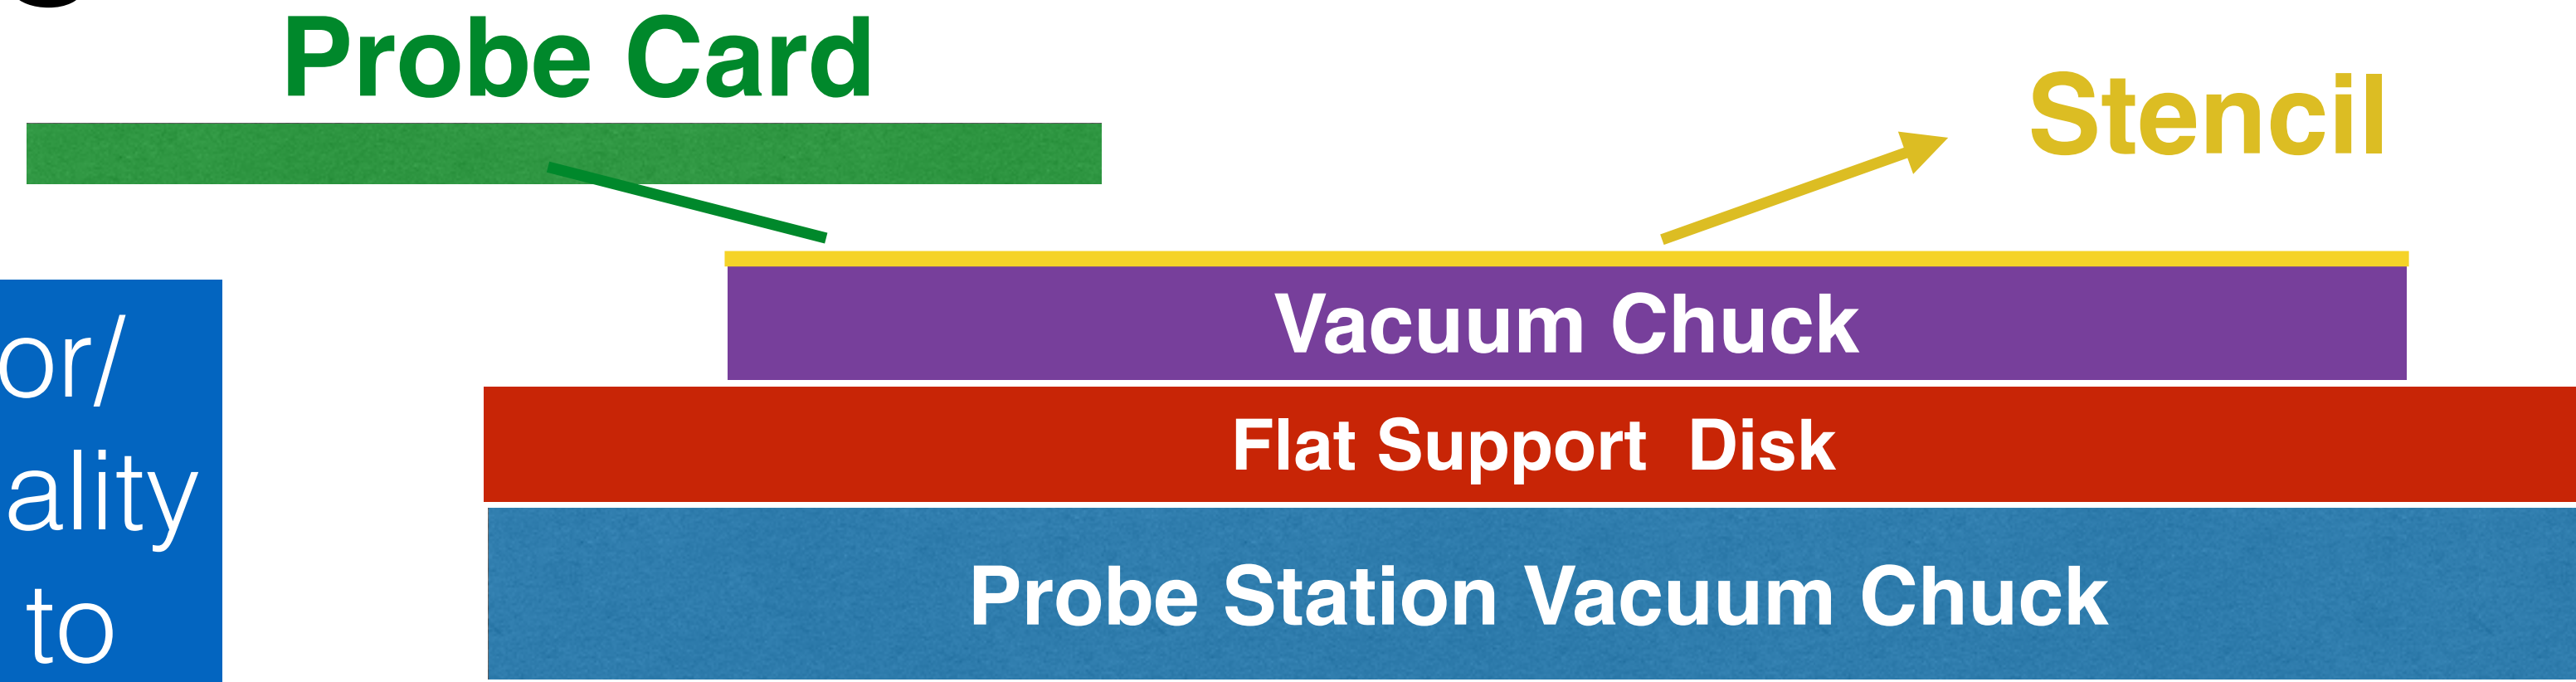 Probe Card
Stencil
Vacuum Chuck
Flat Support  Disk
Probe Station Vacuum Chuck
or/
ality
to